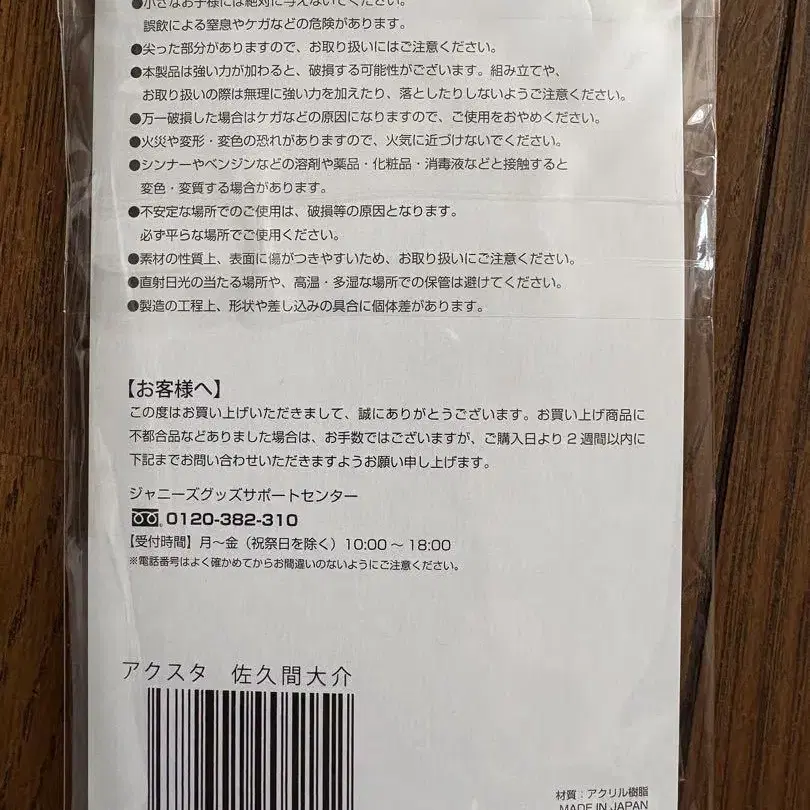 ●小さなお子様には絶対に与えないでください。
誤飲による窒息やケガなどの危険があります。
●尖った部分がありますので、お取り扱いにはご注意ください。
●本製品は強い力が加わると、破損する可能性がございます。組み立てや、
お取り扱いの際は無理に強い力を加えたり、落としたりしないようご注意ください。
●万一破損した場合はケガなどの原因になりますので、ご使用をおやめください。
●火災や変形・変色の恐れがありますので、火気に近づけないでください。
●シンナーやベンジンなどの溶剤や薬品・化粧品・消毒液などと接触すると
変色・変質する場合があります。
●不安定な場所でのご使用は、破損等の原因となります。
必ず平らな場所でご使用ください。
●素材の性質上、表面に傷がつきやすいため、お取り扱いにご注意ください。
●直射日光の当たる場所や、高温・多湿な場所での保管は避けてください。
●製造の工程上、形状や差し込みの具合に個体差があります。
【お客様へ】
この度はお買い上げいただきまして、誠にありがとうございます。お買い上げ商品に
不都合品などありました場合は、お手数ではございますが、ご購入日より2週間以内に
下記までお問い合わせいただきますようお願い申し上げます。
ジャニーズグッズサポートセンター
0120-382-310
【受付時間】月〜金（祝祭日を除く）10:00〜18:00
※電話番号はよく確かめてからお間違いのないようにご注意ください。
アクスタ 佐久間大介
材質：アクリル樹脂
MADE IN JAPAN